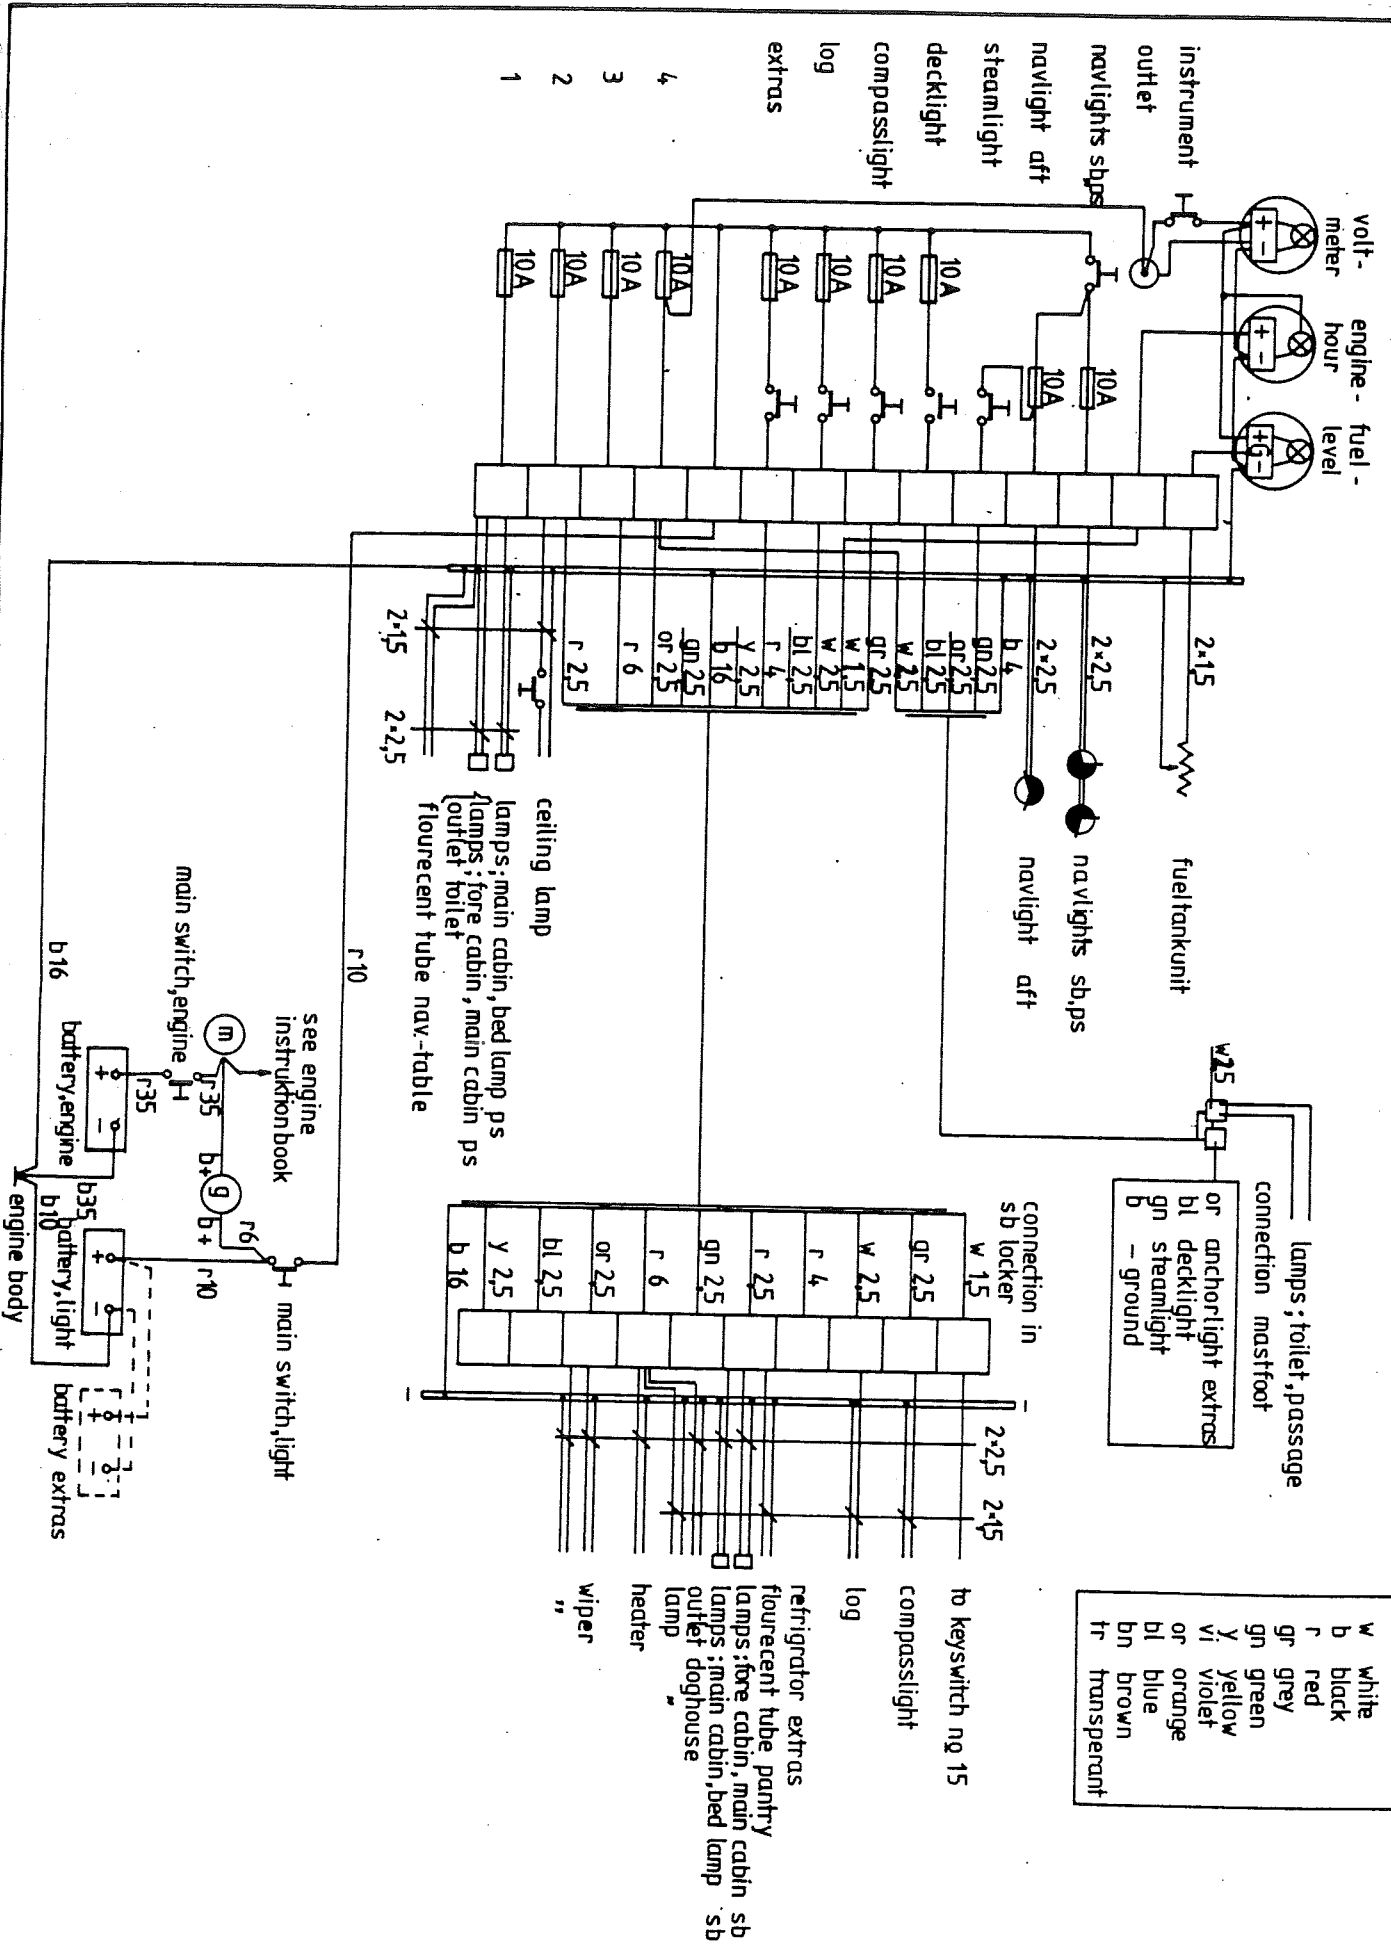 volt-
meter
engine-
hour
fuel-
level
instrument
outlet
navlights sb,ps
navlight aft
steamlight
decklight
compasslight
log
extras
4
3
2
1
+
−
+
−
+
G
−
10A
10A
10A
10A
10A
10A
10A
10A
10A
10A
2×1,5
2×2,5
2×2,5
b 4
gn 2,5
or 2,5
bl 2,5
w 2,5
gr 2,5
w 1,5
w 2,5
bl 2,5
r 4
y 2,5
b 16
gn 2,5
or 2,5
r 6
r 2,5
2×1,5
2×2,5
fueltankunit
navlights sb,ps
navlight aft
ceiling lamp
lamps;main cabin,bed lamp ps
lamps;fore cabin,main cabin ps
outlet toilet
flourecent tube nav.-table
w 2,5
lamps;toilet,passage
connection mastfoot
or anchorlight extras
bl decklight
gn steamlight
b – ground
r 10
b16
see engine
instruktionbook
m
main switch,engine
r35
r35
+
−
battery,engine
b35
b10
engine body
b+
g
b+
r6
r10
main switch,light
+
−
battery,light
+
−
battery extras
connection in
sb locker
w 1,5
gr 2,5
w 2,5
r 4
r 2,5
gn 2,5
r 6
or 2,5
bl 2,5
y 2,5
b 16
−
−
2×2,5
2×1,5
to keyswitch no 15
compasslight
log
refrigrator extras
flourecent tube pantry
lamps;fore cabin,main cabin sb
lamps;main cabin,bed lamp sb
outlet doghouse
lamp "
heater
wiper
"
w white
b black
r red
gr grey
gn green
y yellow
vi violet
or orange
bl blue
bn brown
tr transperant